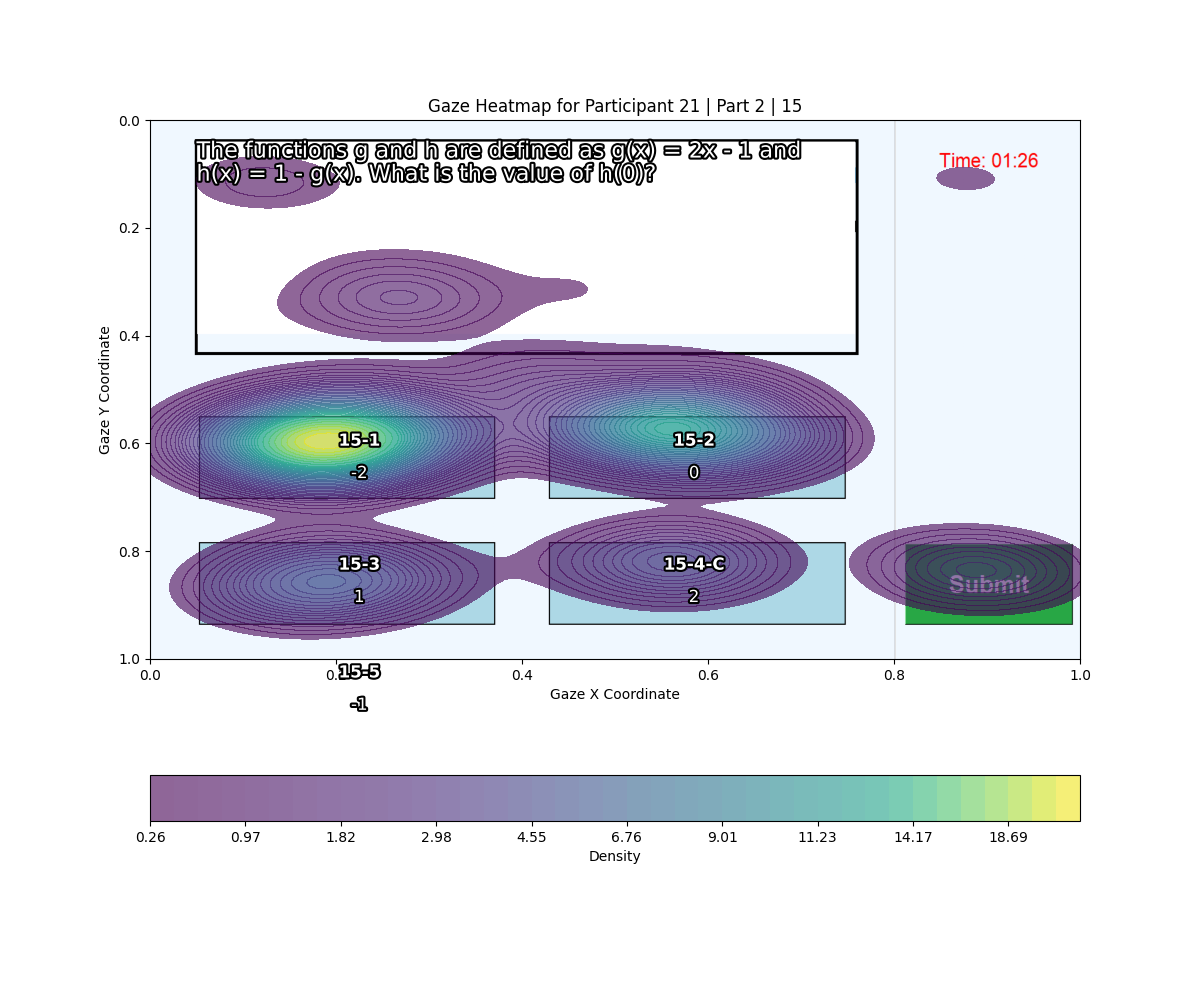 Gaze Heatmap for Participant 21 | Part 2 | 15
The functions g and h are defined as g(x) = 2x - 1 and
h(x) = 1 - g(x). What is the value of h(0)?
Time: 01:26
Gaze Y Coordinate
0.0
0.2
0.4
0.6
0.8
1.0
15-1
-2
15-2
0
15-3
1
15-4-C
2
Submit
15-5
-1
0.0 0.4 0.6 0.8 1.0
Gaze X Coordinate
0.26 0.97 1.82 2.98 4.55 6.76 9.01 11.23 14.17 18.69
Density